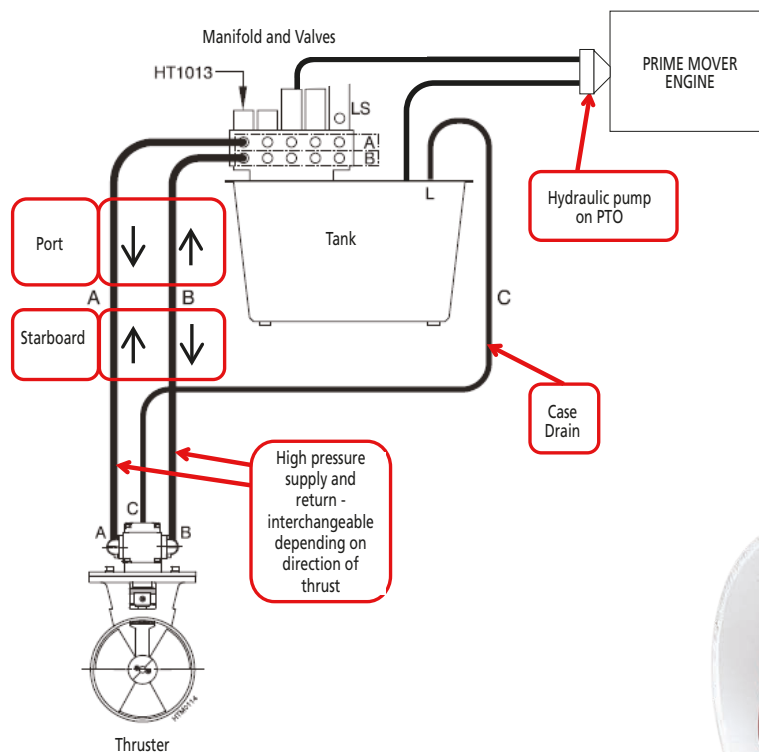 Manifold and Valves
HT1013
LS
A
B
PRIME MOVER
ENGINE
Hydraulic pump
on PTO
L
Tank
Port
A
B
C
Starboard
Case
Drain
High pressure
supply and
return -
interchangeable
depending on
direction of
thrust
C
A
B
HTM0114
Thruster